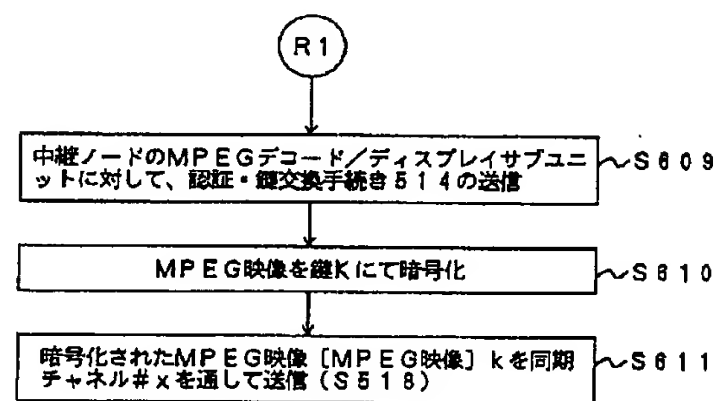 R1
中継ノードのMPEGデコード/ディスプレイサブユニ
ットに対して、認証・鍵交換手続き514の送信
S609
MPEG映像を鍵Kにて暗号化
S610
暗号化されたMPEG映像［MPEG映像］kを同期
チャネル#xを通して送信(S518)
S611